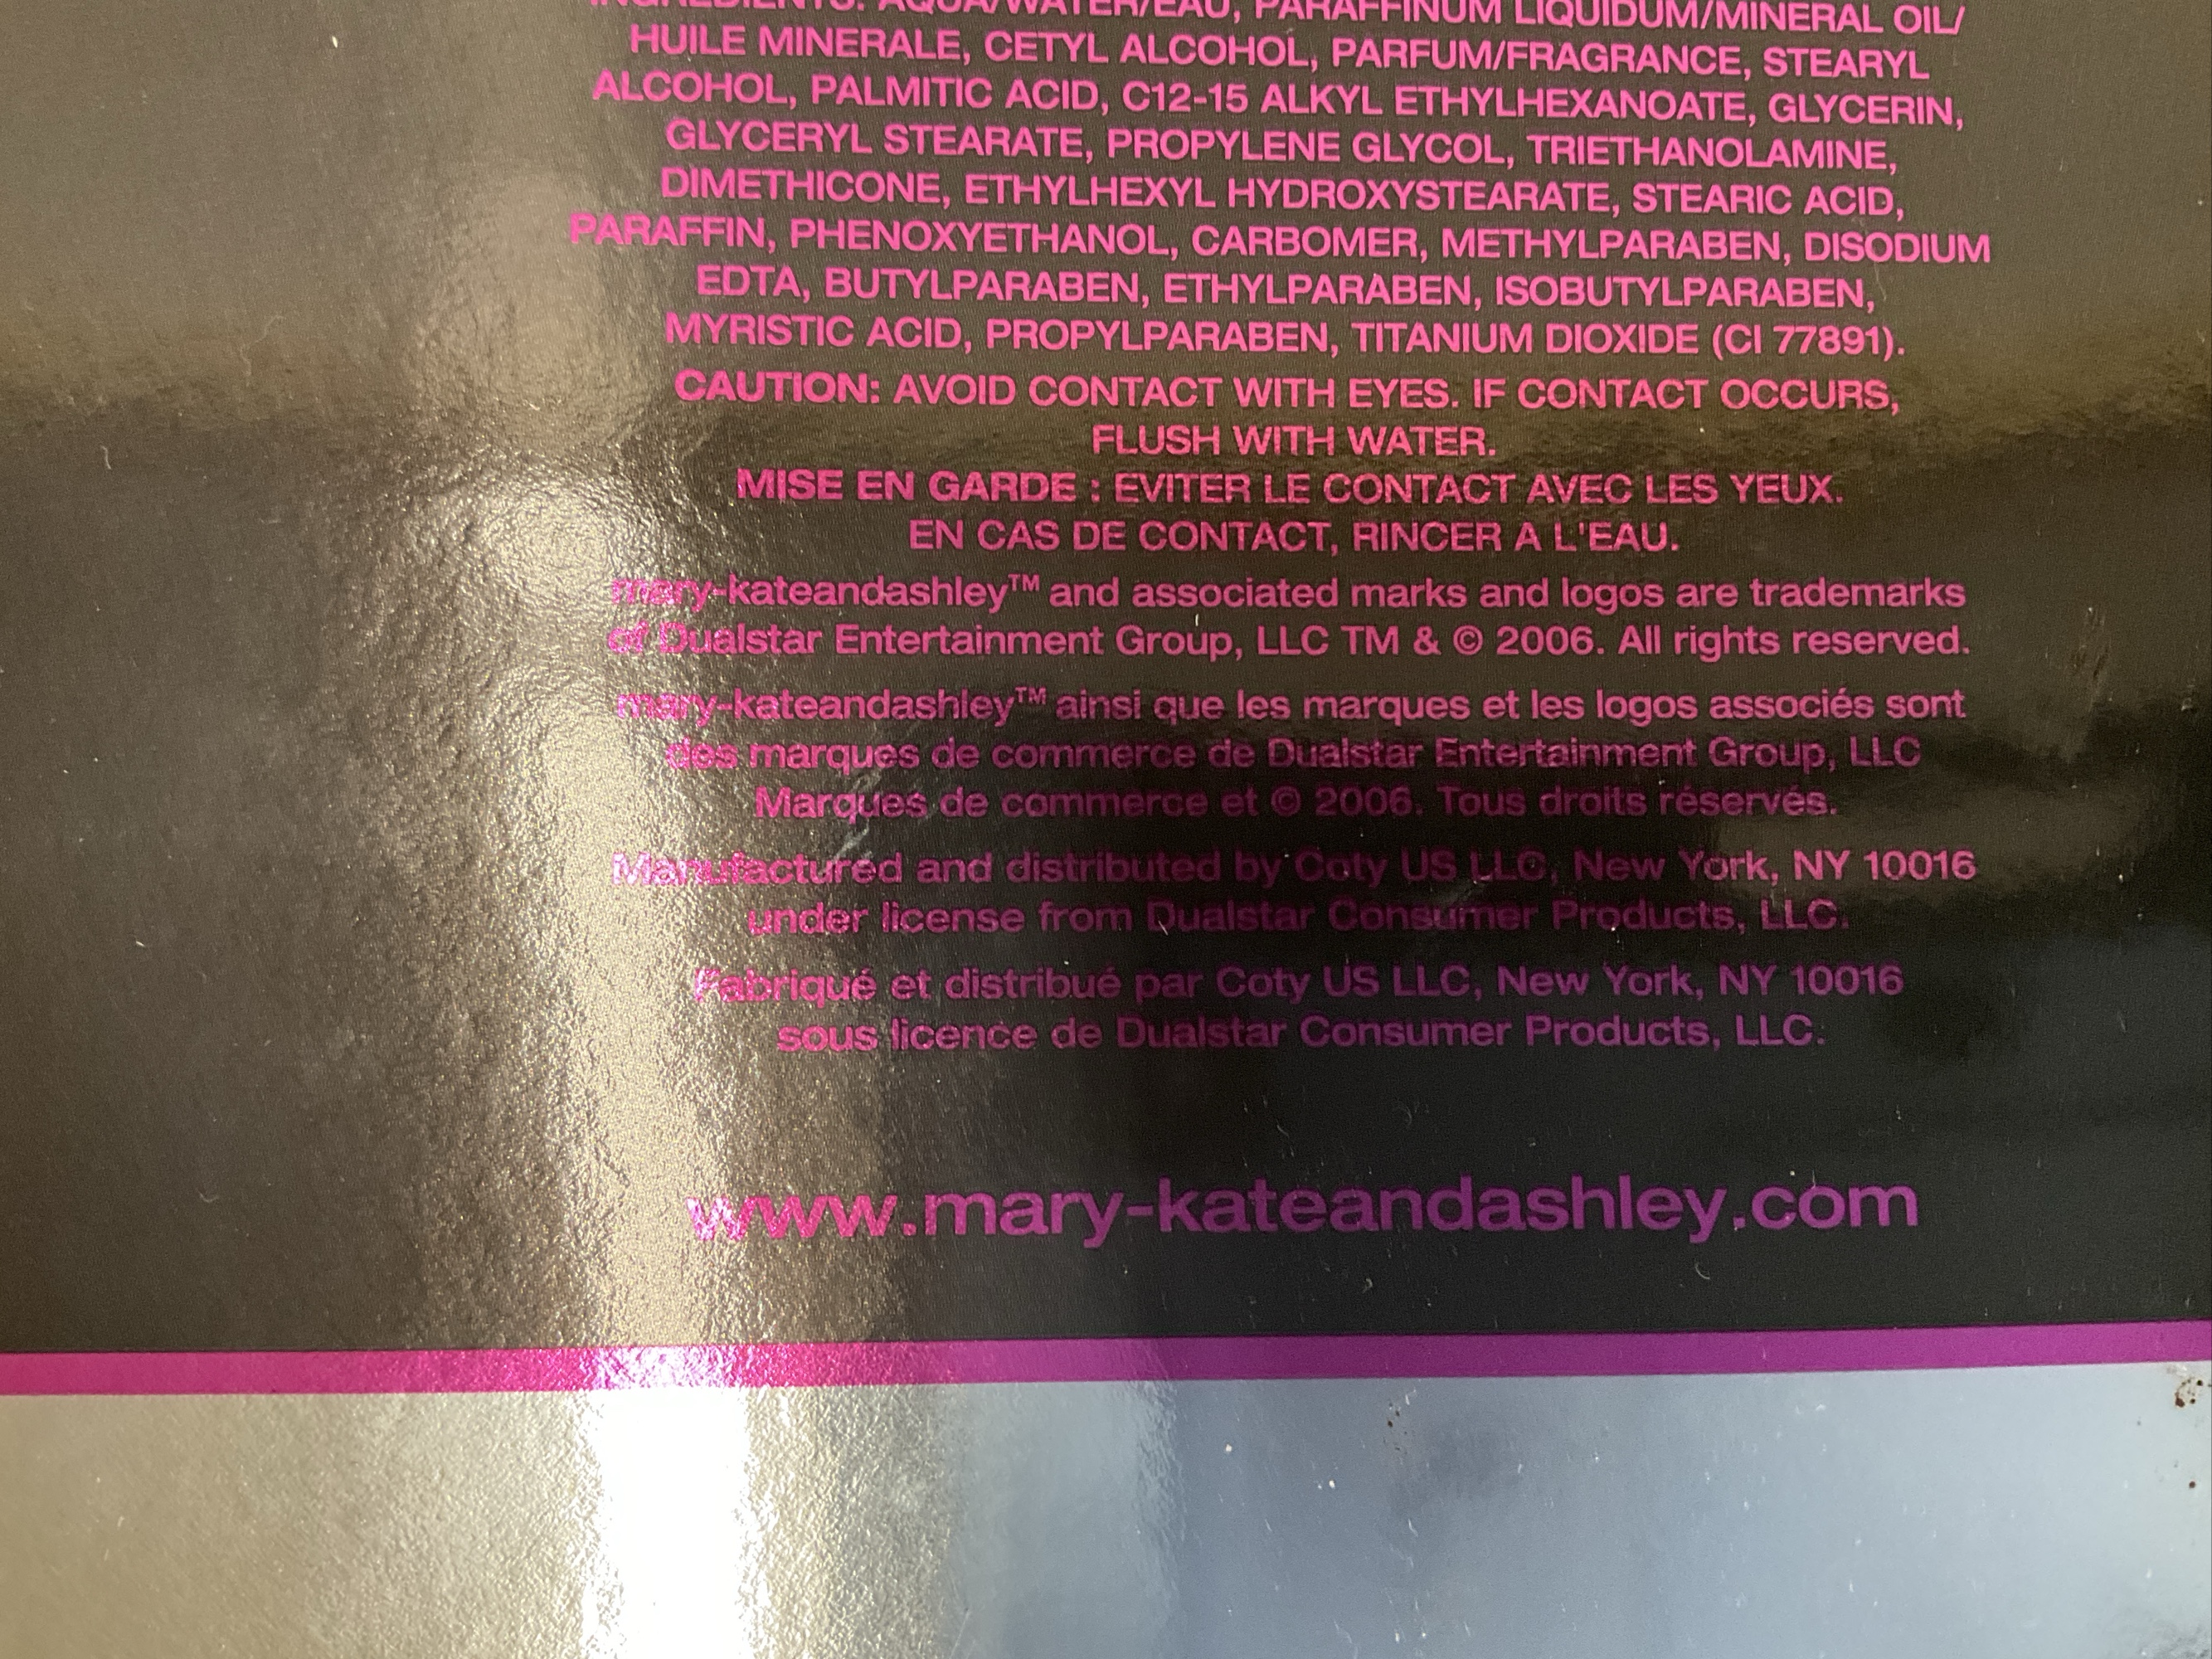 INGREDIENTS: AQUA/WATER/EAU, PARAFFINUM LIQUIDUM/MINERAL OIL/
HUILE MINERALE, CETYL ALCOHOL, PARFUM/FRAGRANCE, STEARYL
ALCOHOL, PALMITIC ACID, C12-15 ALKYL ETHYLHEXANOATE, GLYCERIN,
GLYCERYL STEARATE, PROPYLENE GLYCOL, TRIETHANOLAMINE,
DIMETHICONE, ETHYLHEXYL HYDROXYSTEARATE, STEARIC ACID,
PARAFFIN, PHENOXYETHANOL, CARBOMER, METHYLPARABEN, DISODIUM
EDTA, BUTYLPARABEN, ETHYLPARABEN, ISOBUTYLPARABEN,
MYRISTIC ACID, PROPYLPARABEN, TITANIUM DIOXIDE (CI 77891).
CAUTION: AVOID CONTACT WITH EYES. IF CONTACT OCCURS,
FLUSH WITH WATER.
MISE EN GARDE : EVITER LE CONTACT AVEC LES YEUX.
EN CAS DE CONTACT, RINCER A L'EAU.
mary-kateandashley™ and associated marks and logos are trademarks
of Dualstar Entertainment Group, LLC TM & © 2006. All rights reserved.
mary-kateandashley™ ainsi que les marques et les logos associés sont
des marques de commerce de Dualstar Entertainment Group, LLC
Marques de commerce et © 2006. Tous droits réservés.
Manufactured and distributed by Coty US LLC, New York, NY 10016
under license from Dualstar Consumer Products, LLC.
Fabriqué et distribué par Coty US LLC, New York, NY 10016
sous licence de Dualstar Consumer Products, LLC.
www.mary-kateandashley.com